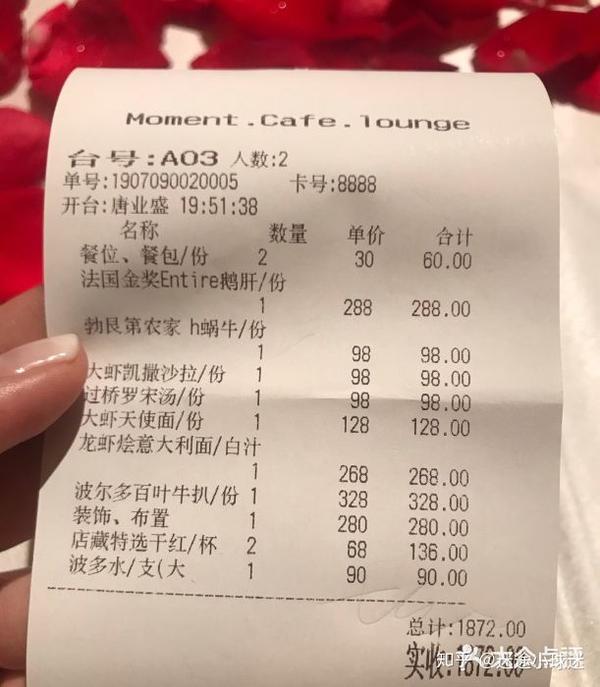 Moment.Cafe.lounge
台号:A03 人数:2
单号:1907090020005 卡号:8888
开台:唐业盛 19:51:38
名称 数量 单价 合计
餐位、餐包/份 2 30 60.00
法国金奖Entire鹅肝/份
1 288 288.00
勃艮第农家 h蜗牛/份
1 98 98.00
大虾凯撒沙拉/份 1 98 98.00
过桥罗宋汤/份 1 98 98.00
大虾天使面/份 1 128 128.00
龙虾烩意大利面/白汁
1 268 268.00
波尔多百叶牛扒/份 1 328 328.00
装饰、布置 1 280 280.00
店藏特选干红/杯 2 68 136.00
波多水/支(大 1 90 90.00
总计:1872.00
实收:1872.00
知乎